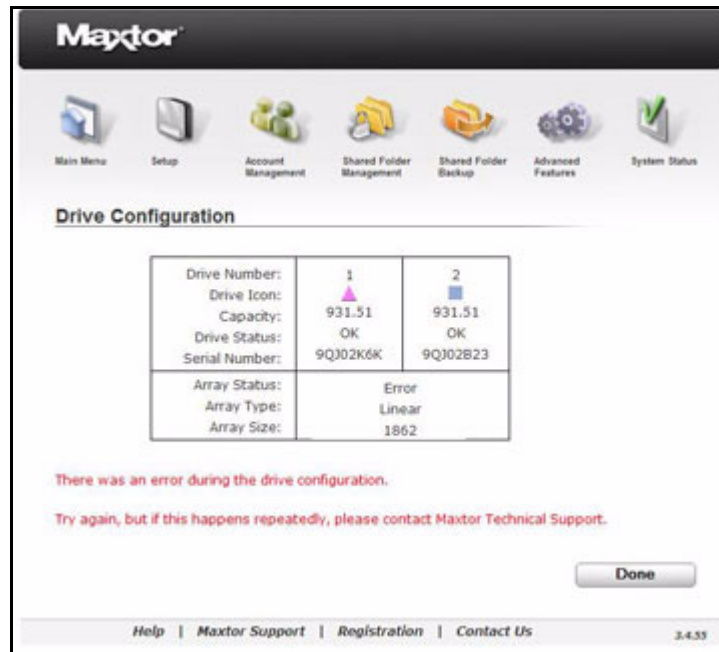 Maxtor
Main Menu
Setup
Account Management
Shared Folder Management
Shared Folder Backup
Advanced Features
System Status
Drive Configuration
Drive Number: 1 2
Drive Icon:
Capacity: 931.51 931.51
Drive Status: OK OK
Serial Number: 9QJ02K6K 9QJ02B23
Array Status: Error
Array Type: Linear
Array Size: 1862
There was an error during the drive configuration.
Try again, but if this happens repeatedly, please contact Maxtor Technical Support.
Done
Help | Maxtor Support | Registration | Contact Us 3.4.55